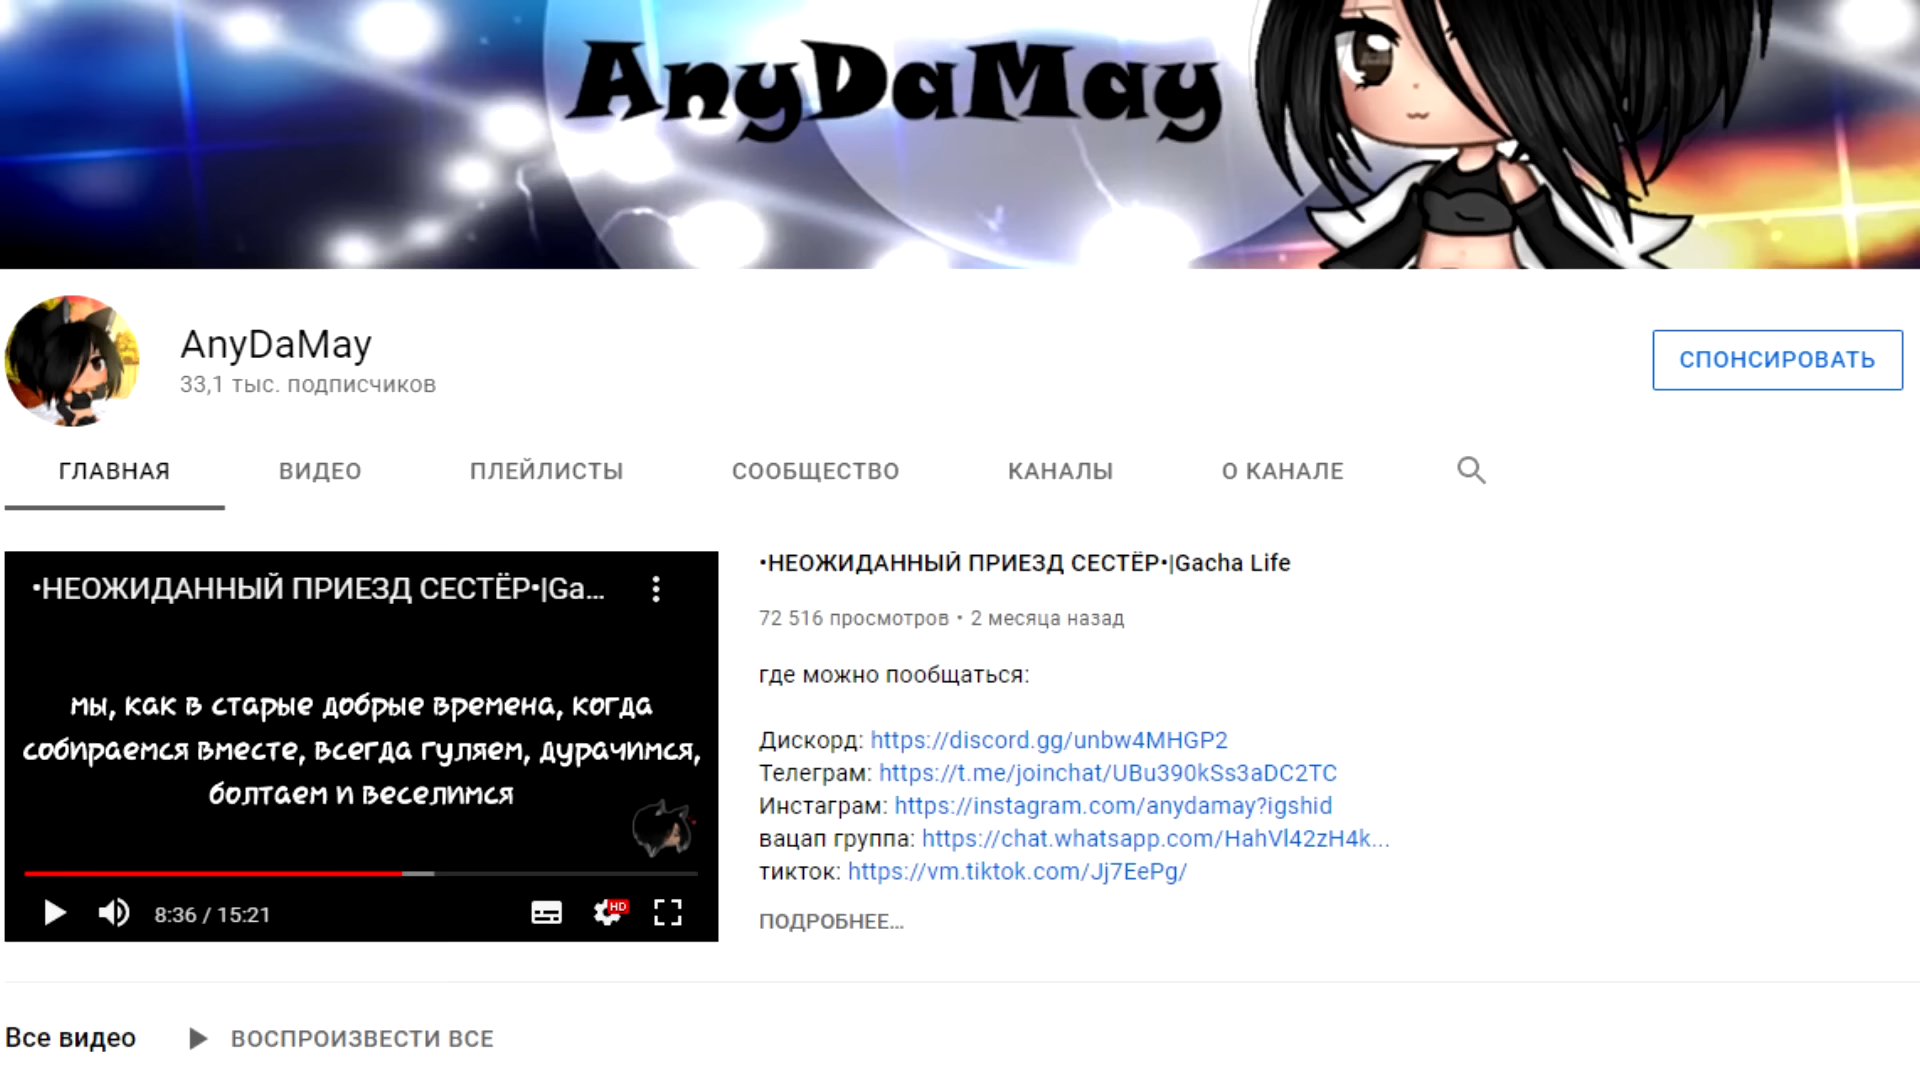 AnyDaMay
AnyDaMay
33,1 тыс. подписчиков
СПОНСИРОВАТЬ
ГЛАВНАЯ
ВИДЕО
ПЛЕЙЛИСТЫ
СООБЩЕСТВО
КАНАЛЫ
О КАНАЛЕ
•НЕОЖИДАННЫЙ ПРИЕЗД СЕСТЁР•|Ga...
мы, как в старые добрые времена, когда
собираемся вместе, всегда гуляем, дурачимся,
болтаем и веселимся
8:36 / 15:21
HD
•НЕОЖИДАННЫЙ ПРИЕЗД СЕСТЁР•|Gacha Life
72 516 просмотров • 2 месяца назад
где можно пообщаться:
Дискорд: https://discord.gg/unbw4MHGP2
Телеграм: https://t.me/joinchat/UBu390kSs3aDC2TC
Инстаграм: https://instagram.com/anydamay?igshid
вацап группа: https://chat.whatsapp.com/HahVl42zH4k...
тикток: https://vm.tiktok.com/Jj7EePg/
ПОДРОБНЕЕ...
Все видео
ВОСПРОИЗВЕСТИ ВСЕ